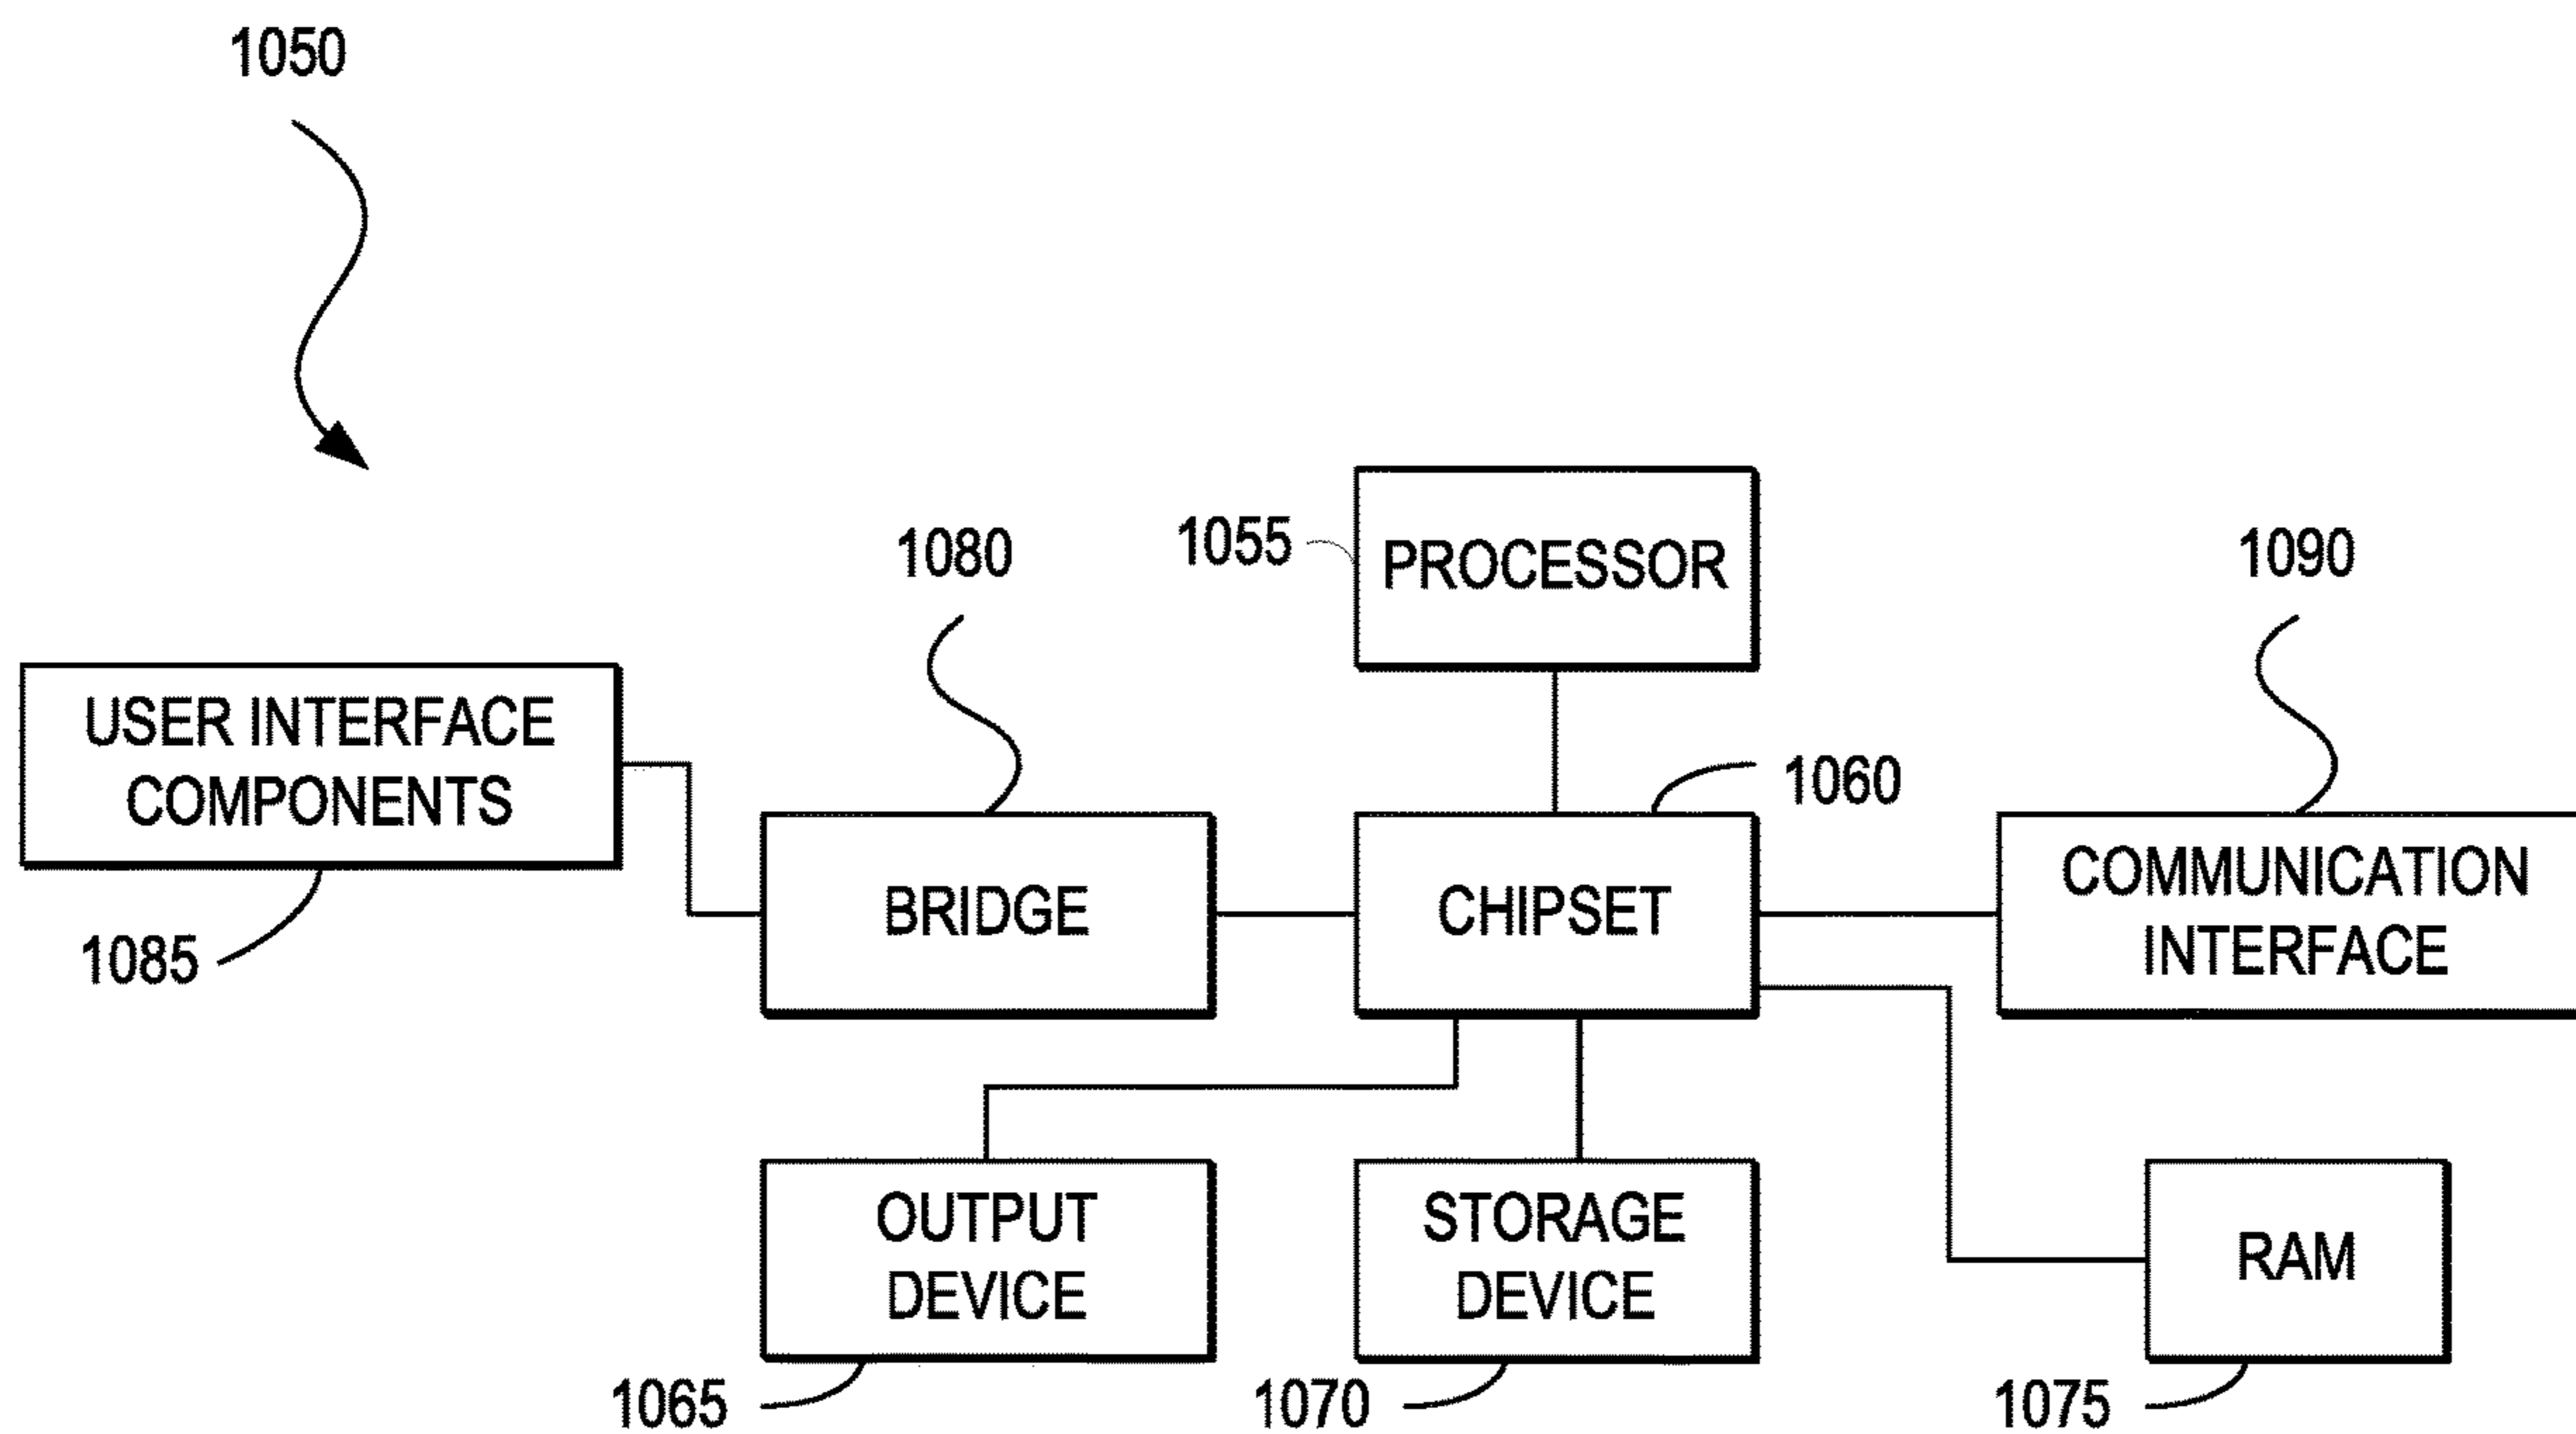 1050
1055
PROCESSOR
1080
1090
USER INTERFACE
COMPONENTS
1060
BRIDGE
CHIPSET
COMMUNICATION
INTERFACE
1085
OUTPUT
DEVICE
STORAGE
DEVICE
RAM
1065
1070
1075